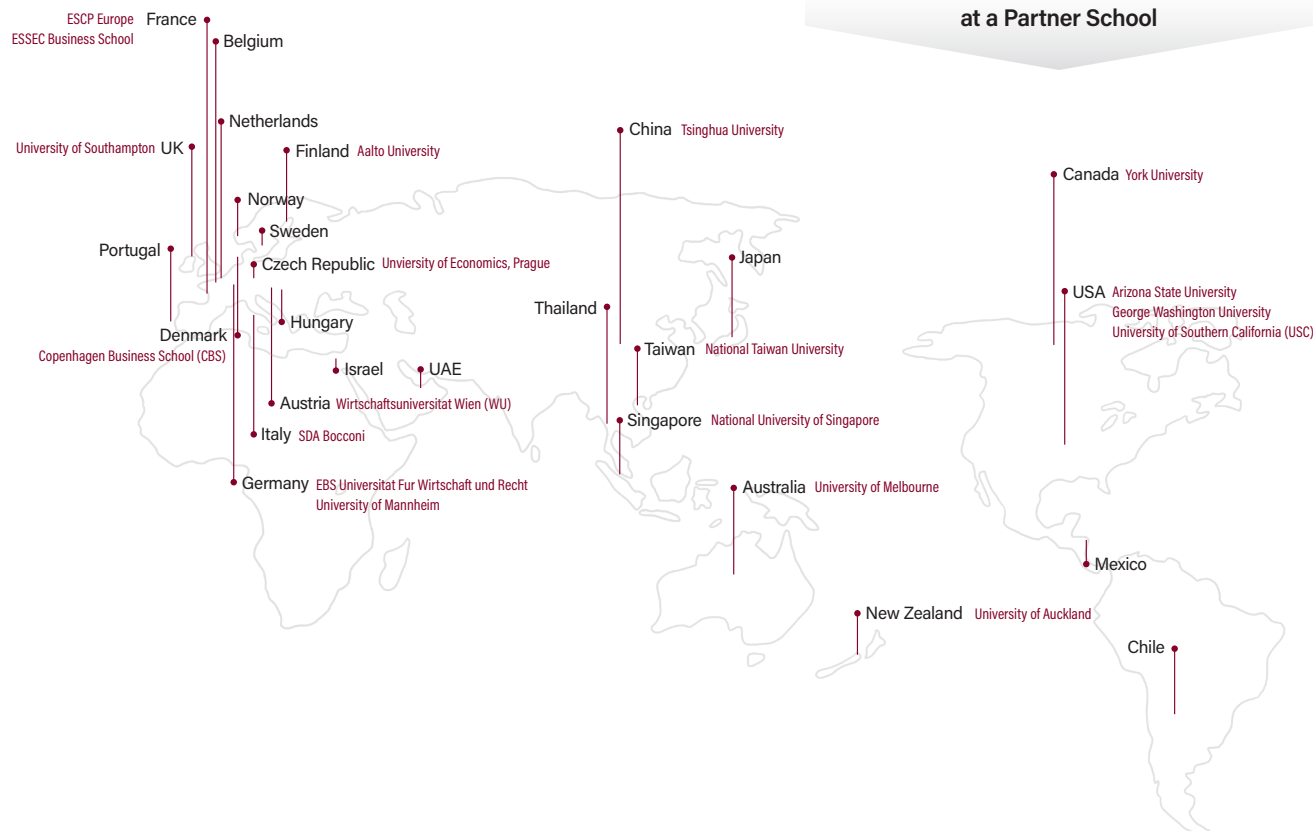 at a Partner School
ESCP Europe France
ESSEC Business School
Belgium
Netherlands
University of Southampton UK
Finland Aalto University
Norway
Sweden
Portugal
Czech Republic Unviersity of Economics, Prague
Hungary
Denmark
Copenhagen Business School (CBS)
Israel
UAE
Austria Wirtschaftsuniversitat Wien (WU)
Italy SDA Bocconi
Germany EBS Universitat Fur Wirtschaft und Recht
University of Mannheim
China Tsinghua University
Japan
Thailand
Taiwan National Taiwan University
Singapore National University of Singapore
Australia University of Melbourne
New Zealand University of Auckland
Canada York University
USA Arizona State University
George Washington University
University of Southern California (USC)
Mexico
Chile